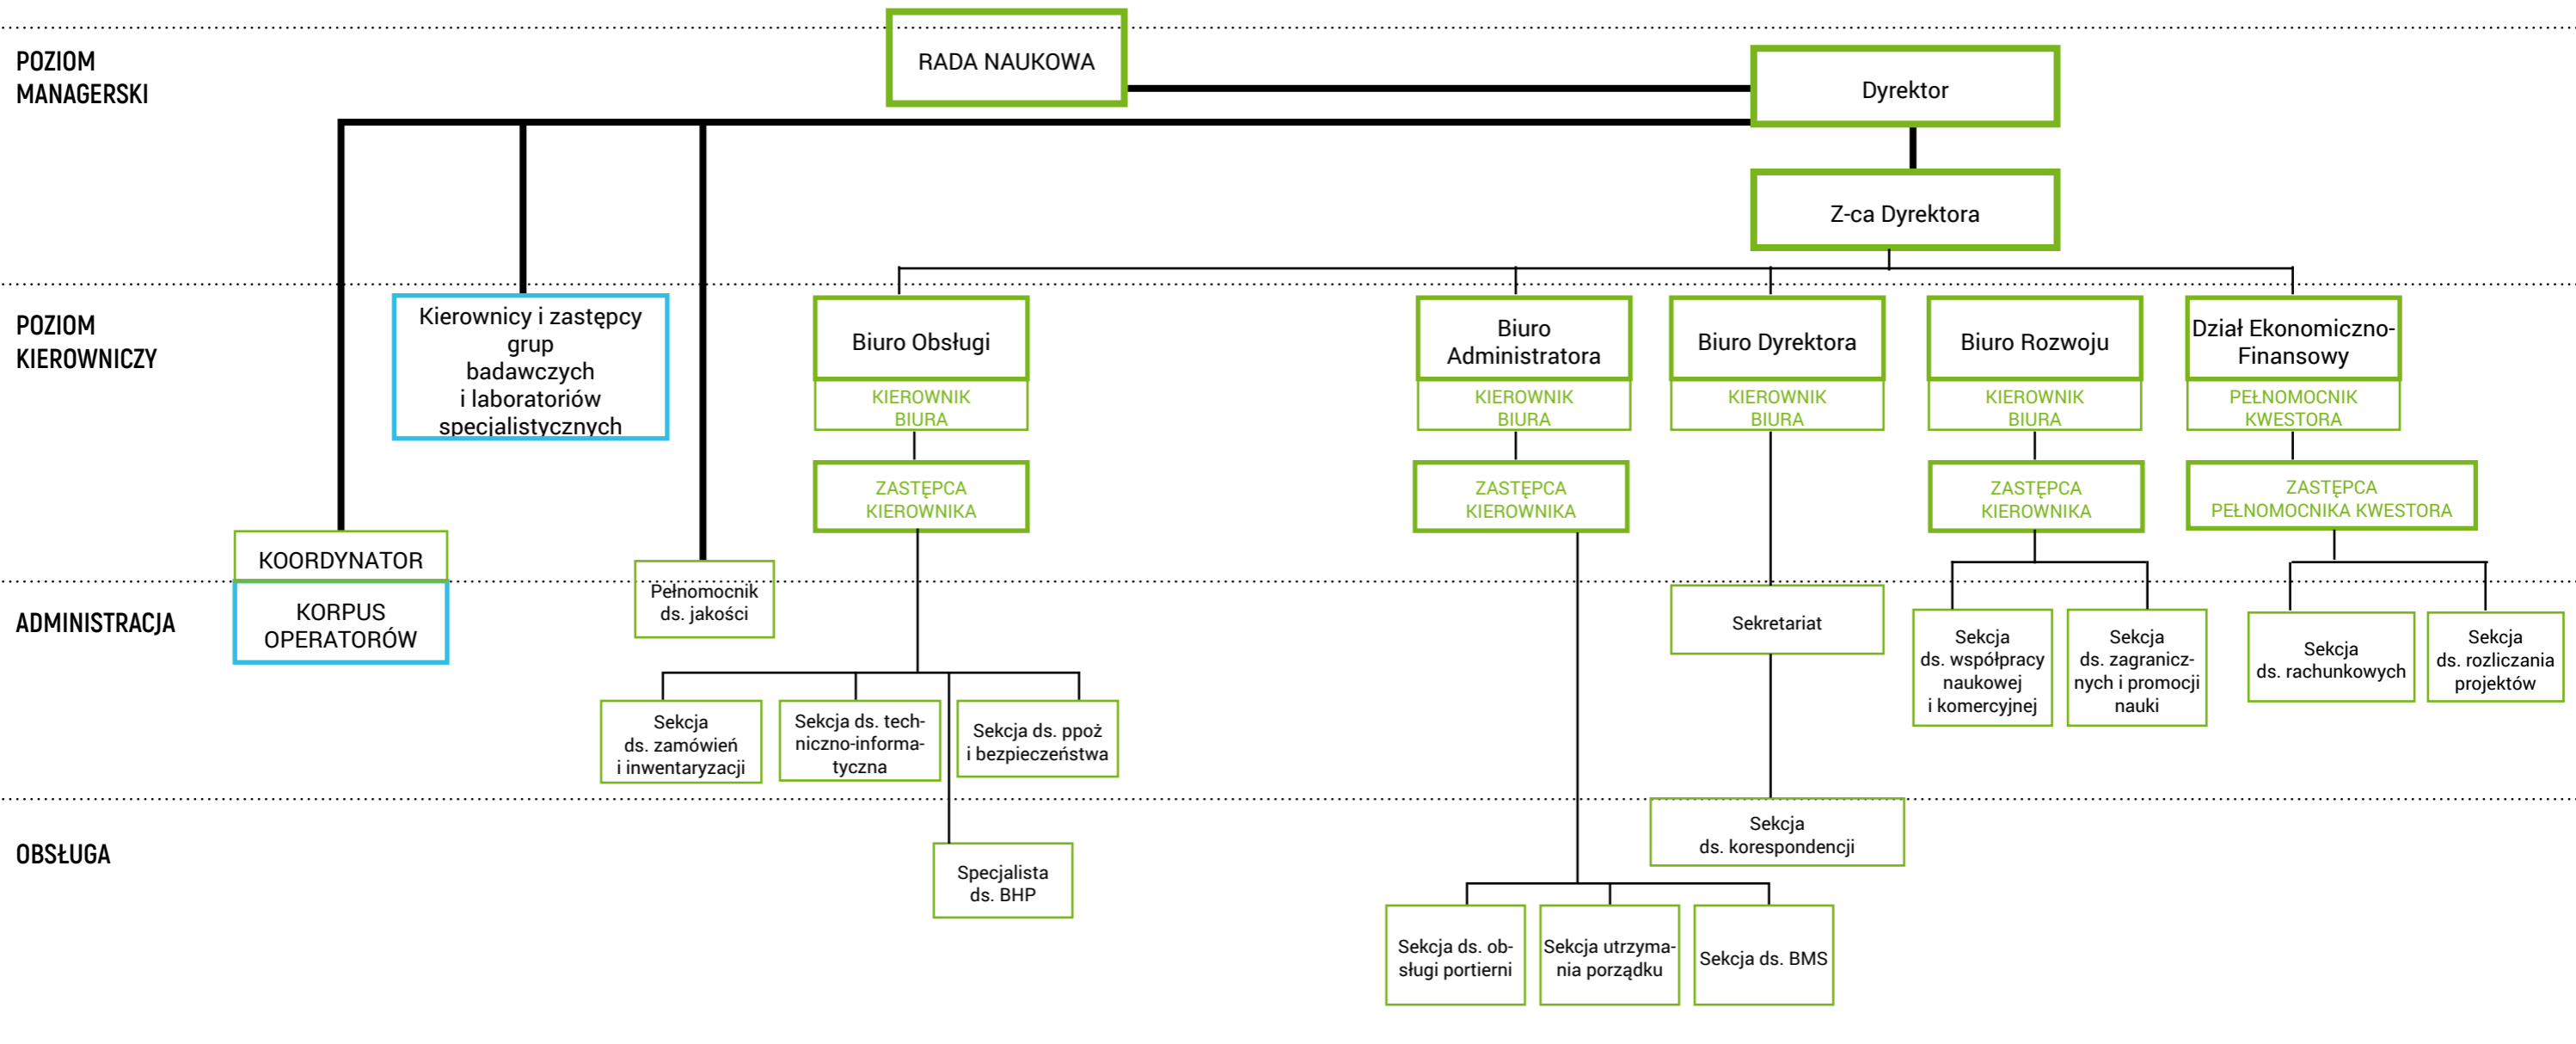 POZIOM
MANAGERSKI
RADA NAUKOWA
Dyrektor
Z-ca Dyrektora
POZIOM
KIEROWNICZY
Kierownicy i zastępcy
grup
badawczych
i laboratoriów
specjalistycznych
Biuro Obsługi
KIEROWNIK
BIURA
ZASTĘPCA
KIEROWNIKA
Biuro
Administratora
KIEROWNIK
BIURA
ZASTĘPCA
KIEROWNIKA
Biuro Dyrektora
KIEROWNIK
BIURA
Biuro Rozwoju
KIEROWNIK
BIURA
ZASTĘPCA
KIEROWNIKA
Dział Ekonomiczno-
Finansowy
PEŁNOMOCNIK
KWESTORA
ZASTĘPCA
PEŁNOMOCNIKA KWESTORA
KOORDYNATOR
ADMINISTRACJA
KORPUS
OPERATORÓW
Pełnomocnik
ds. jakości
Sekretariat
Sekcja
ds. współpracy
naukowej
i komercyjnej
Sekcja
ds. zagranicz-
nych i promocji
nauki
Sekcja
ds. rachunkowych
Sekcja
ds. rozliczania
projektów
Sekcja
ds. zamówień
i inwentaryzacji
Sekcja ds. tech-
niczno-informa-
tyczna
Sekcja ds. ppoż
i bezpieczeństwa
OBSŁUGA
Sekcja
ds. korespondencji
Specjalista
ds. BHP
Sekcja ds. ob-
sługi portierni
Sekcja utrzyma-
nia porządku
Sekcja ds. BMS